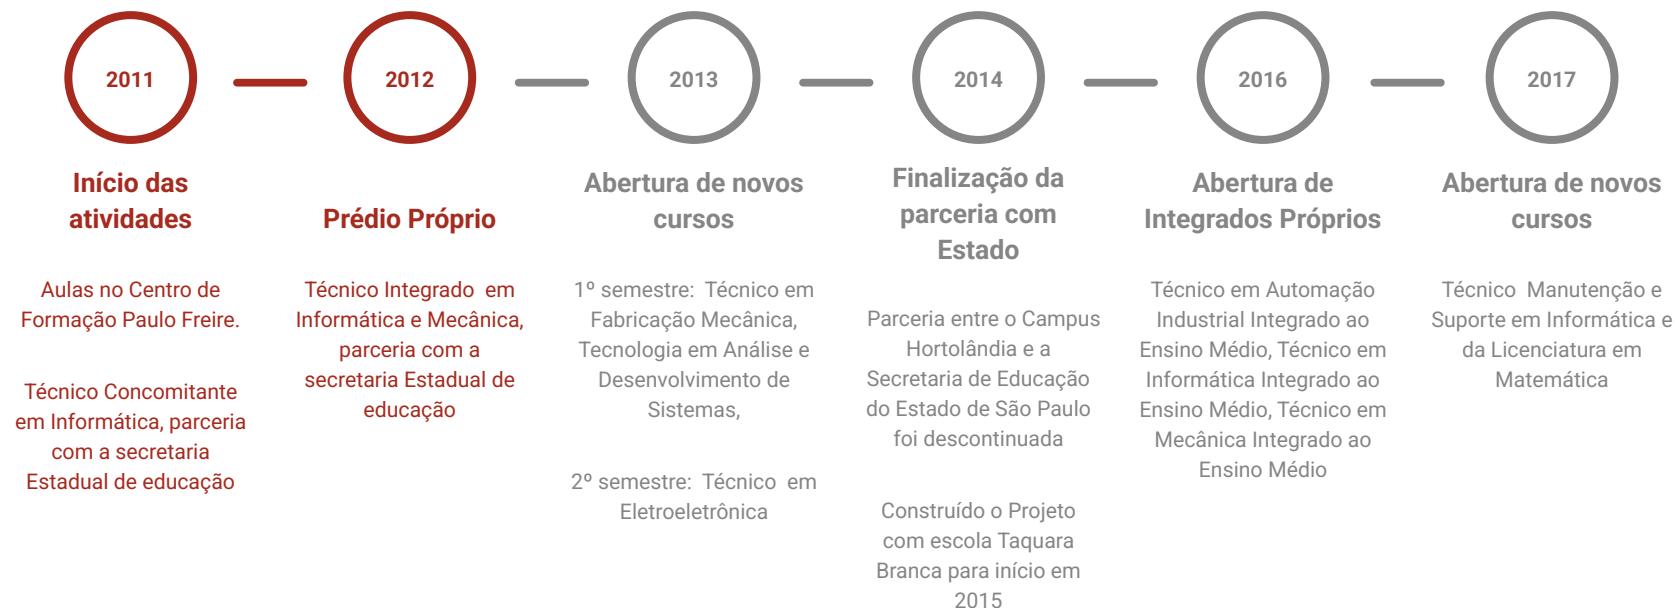 2011
Início das
atividades
Aulas no Centro de
Formação Paulo Freire.
Técnico Concomitante
em Informática, parceria
com a secretaria
Estadual de educação
2012
Prédio Próprio
Técnico Integrado  em
Informática e Mecânica,
parceria com a
secretaria Estadual de
educação
2013
Abertura de novos
cursos
1º semestre:  Técnico em
Fabricação Mecânica,
Tecnologia em Análise e
Desenvolvimento de
Sistemas,
2º semestre:  Técnico  em
Eletroeletrônica
2014
Finalização da
parceria com
Estado
Parceria entre o Campus
Hortolândia e a
Secretaria de Educação
do Estado de São Paulo
foi descontinuada
Construído o Projeto
com escola Taquara
Branca para início em
2015
2016
Abertura de
Integrados Próprios
Técnico em Automação
Industrial Integrado ao
Ensino Médio, Técnico em
Informática Integrado ao
Ensino Médio, Técnico em
Mecânica Integrado ao
Ensino Médio
2017
Abertura de novos
cursos
Técnico  Manutenção e
Suporte em Informática e
da Licenciatura em
Matemática